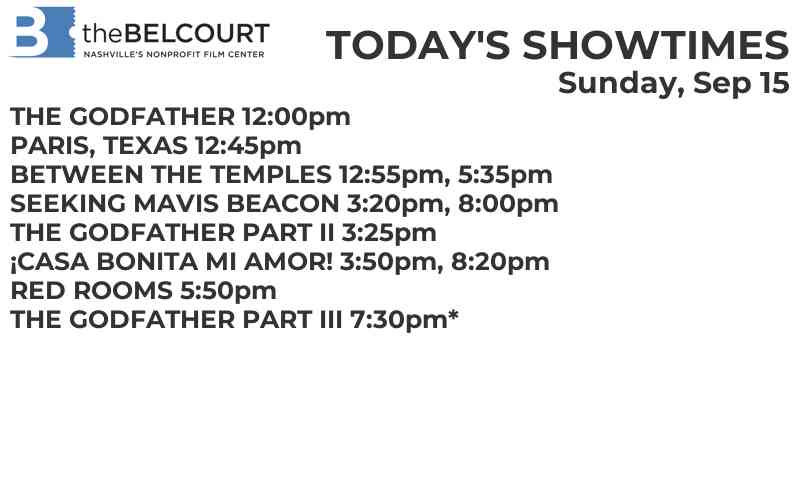 B theBELCOURT
NASHVILLE'S NONPROFIT FILM CENTER
TODAY'S SHOWTIMES
Sunday, Sep 15
THE GODFATHER 12:00pm
PARIS, TEXAS 12:45pm
BETWEEN THE TEMPLES 12:55pm, 5:35pm
SEEKING MAVIS BEACON 3:20pm, 8:00pm
THE GODFATHER PART II 3:25pm
¡CASA BONITA MI AMOR! 3:50pm, 8:20pm
RED ROOMS 5:50pm
THE GODFATHER PART III 7:30pm*